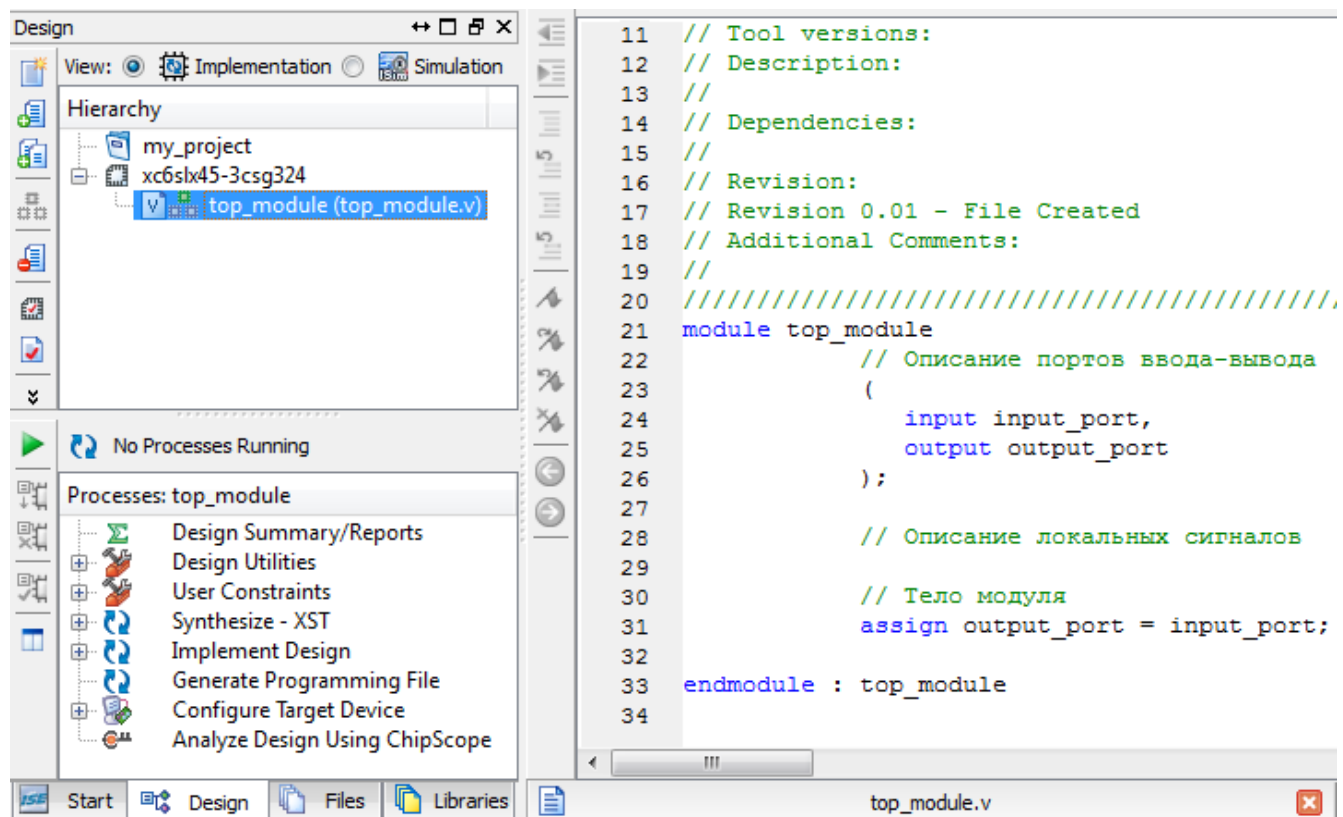 Design
View: Implementation Simulation
Hierarchy
my_project
xc6slx45-3csg324
V top_module (top_module.v)
No Processes Running
Processes: top_module
Design Summary/Reports
Design Utilities
User Constraints
Synthesize - XST
Implement Design
Generate Programming File
Configure Target Device
Analyze Design Using ChipScope
ISE Start Design Files Libraries
11 // Tool versions:
12 // Description:
13 //
14 // Dependencies:
15 //
16 // Revision:
17 // Revision 0.01 - File Created
18 // Additional Comments:
19 //
20 ////////////////////////////////////////////
21 module top_module
22 // Описание портов ввода-вывода
23 (
24 input input_port,
25 output output_port
26 );
27
28 // Описание локальных сигналов
29
30 // Тело модуля
31 assign output_port = input_port;
32
33 endmodule : top_module
34
top_module.v